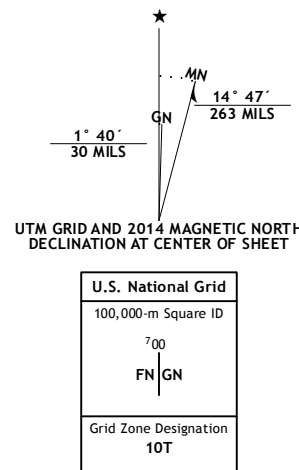 ★
MN
GN
14° 47´
263 MILS
1° 40´
30 MILS
UTM GRID AND 2014 MAGNETIC NORTH
DECLINATION AT CENTER OF SHEET
U.S. National Grid
100,000-m Square ID
⁷00
FN GN
Grid Zone Designation
10T